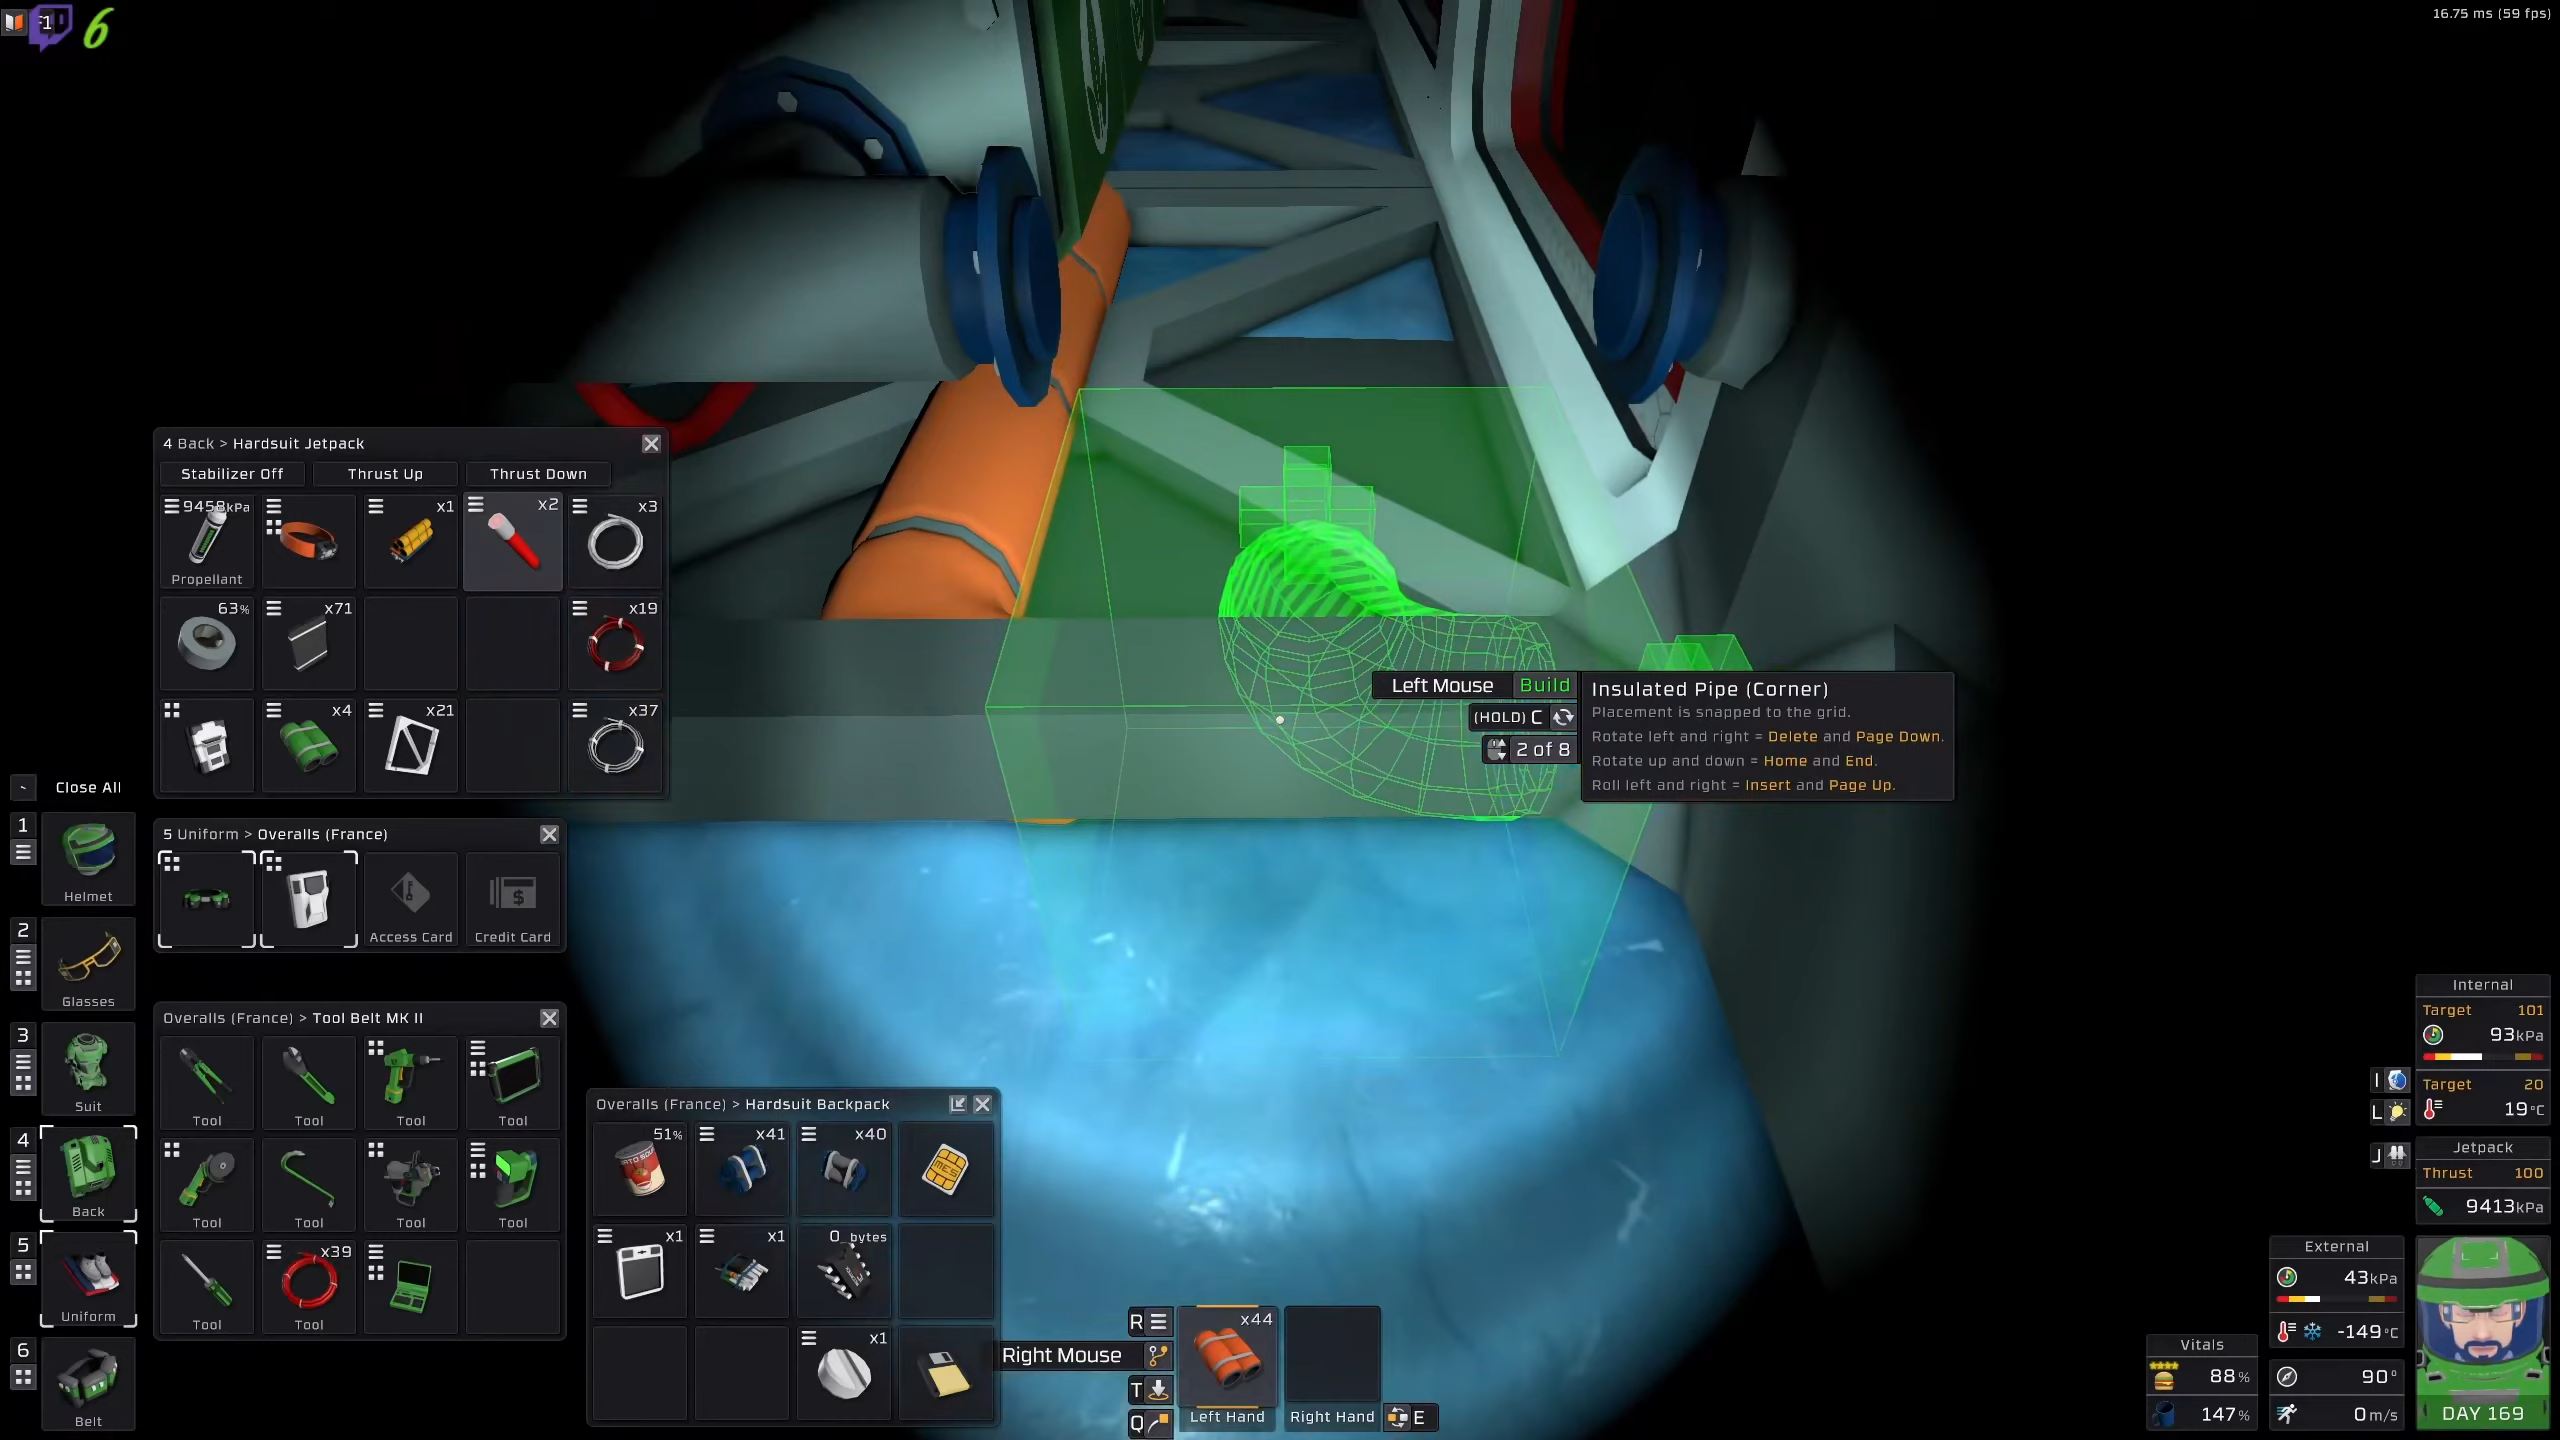 F1
6
16.75 ms (59 fps)
4 Back > Hardsuit Jetpack
Stabilizer Off
Thrust Up
Thrust Down
9458kPa
x1
x2
x3
Propellant
63%
x71
x19
x4
x21
x37
Left Mouse
Build
(HOLD) C
2 of 8
Insulated Pipe (Corner)
Placement is snapped to the grid.
Rotate left and right = Delete and Page Down.
Rotate up and down = Home and End.
Roll left and right = Insert and Page Up.
~
Close All
1
Helmet
2
Glasses
3
Suit
4
Back
5
Uniform
6
Belt
5 Uniform > Overalls (France)
Access Card
Credit Card
Overalls (France) > Tool Belt MK II
Tool
Tool
Tool
Tool
Tool
Tool
Tool
Tool
x39
Tool
Tool
Overalls (France) > Hardsuit Backpack
51%
x41
x40
MES
x1
x1
0_bytes
x1
Right Mouse
R
T
Q
x44
Left Hand
Right Hand
E
Internal
Target 101
93kPa
Target 20
19°C
I
L
J
Jetpack
Thrust 100
9413kPa
External
43kPa
-149°C
90°
0m/s
Vitals
88%
147%
DAY 169